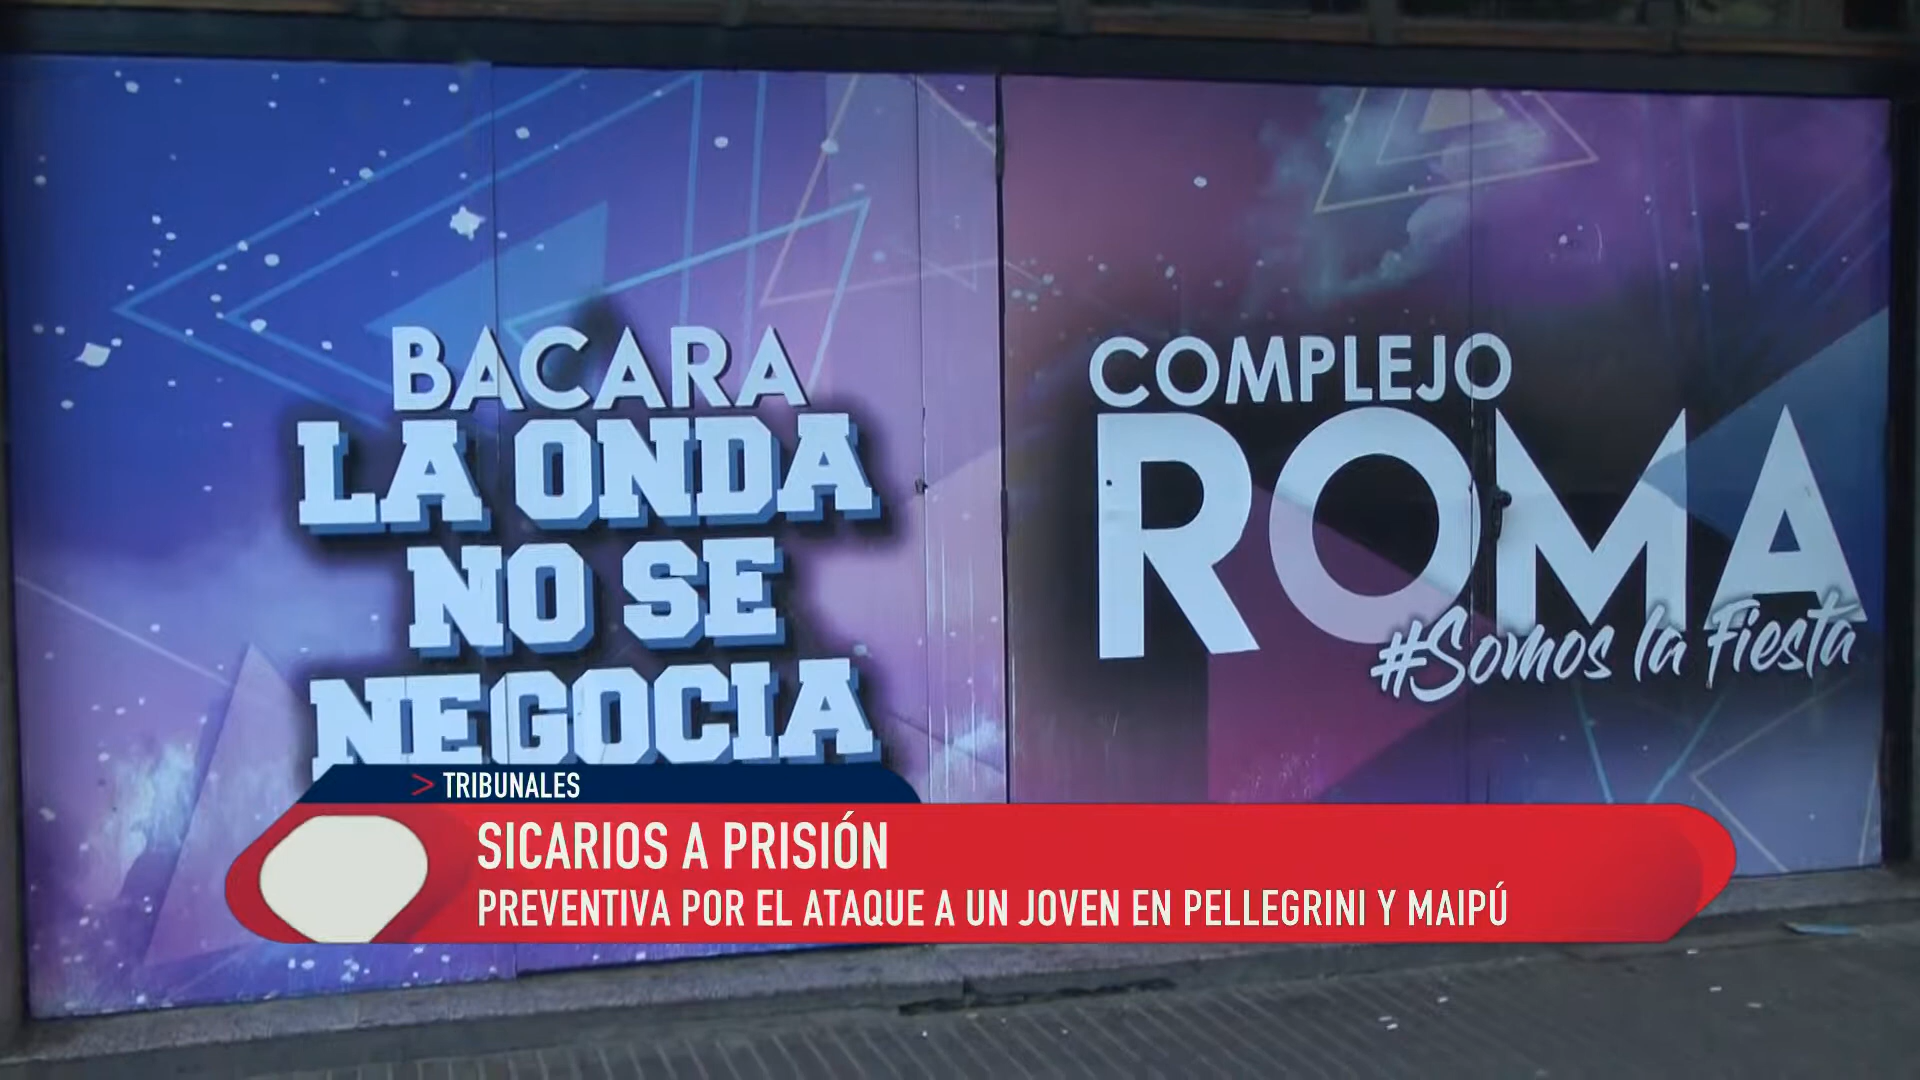 BACARA
LA ONDA
NO SE
NEGOCIA
COMPLEJO
ROMA
#Somos la Fiesta
> TRIBUNALES
SICARIOS A PRISIÓN
PREVENTIVA POR EL ATAQUE A UN JOVEN EN PELLEGRINI Y MAIPÚ